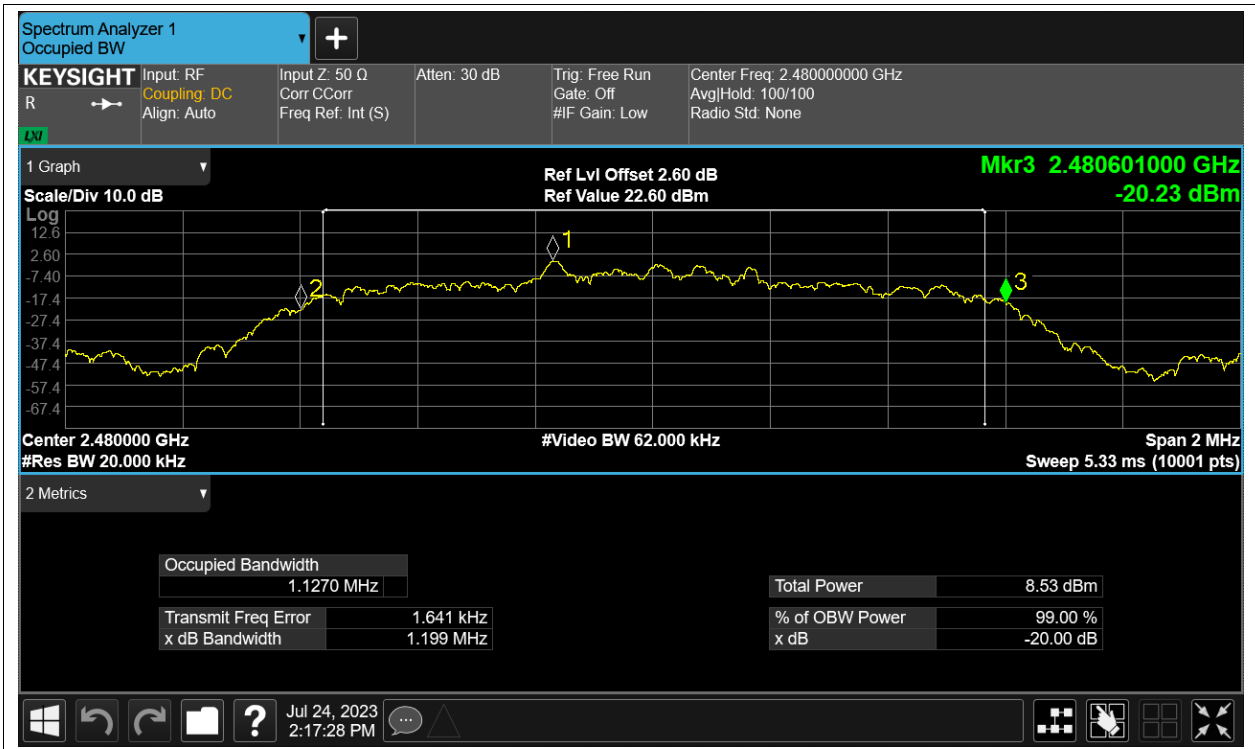 Spectrum Analyzer 1
Occupied BW
KEYSIGHT
R
LXI
Input: RF
Coupling: DC
Align: Auto
Input Z: 50 Ω
Corr CCorr
Freq Ref: Int (S)
Atten: 30 dB
Trig: Free Run
Gate: Off
#IF Gain: Low
Center Freq: 2.480000000 GHz
Avg|Hold: 100/100
Radio Std: None
1 Graph
Scale/Div 10.0 dB
Ref Lvl Offset 2.60 dB
Ref Value 22.60 dBm
Mkr3 2.480601000 GHz
-20.23 dBm
Log
12.6
2.60
-7.40
-17.4
-27.4
-37.4
-47.4
-57.4
-67.4
1
2
3
Center 2.480000 GHz
#Res BW 20.000 kHz
#Video BW 62.000 kHz
Span 2 MHz
Sweep 5.33 ms (10001 pts)
2 Metrics
Occupied Bandwidth
1.1270 MHz
Transmit Freq Error 1.641 kHz
x dB Bandwidth 1.199 MHz
Total Power 8.53 dBm
% of OBW Power 99.00 %
x dB -20.00 dB
?
Jul 24, 2023
2:17:28 PM